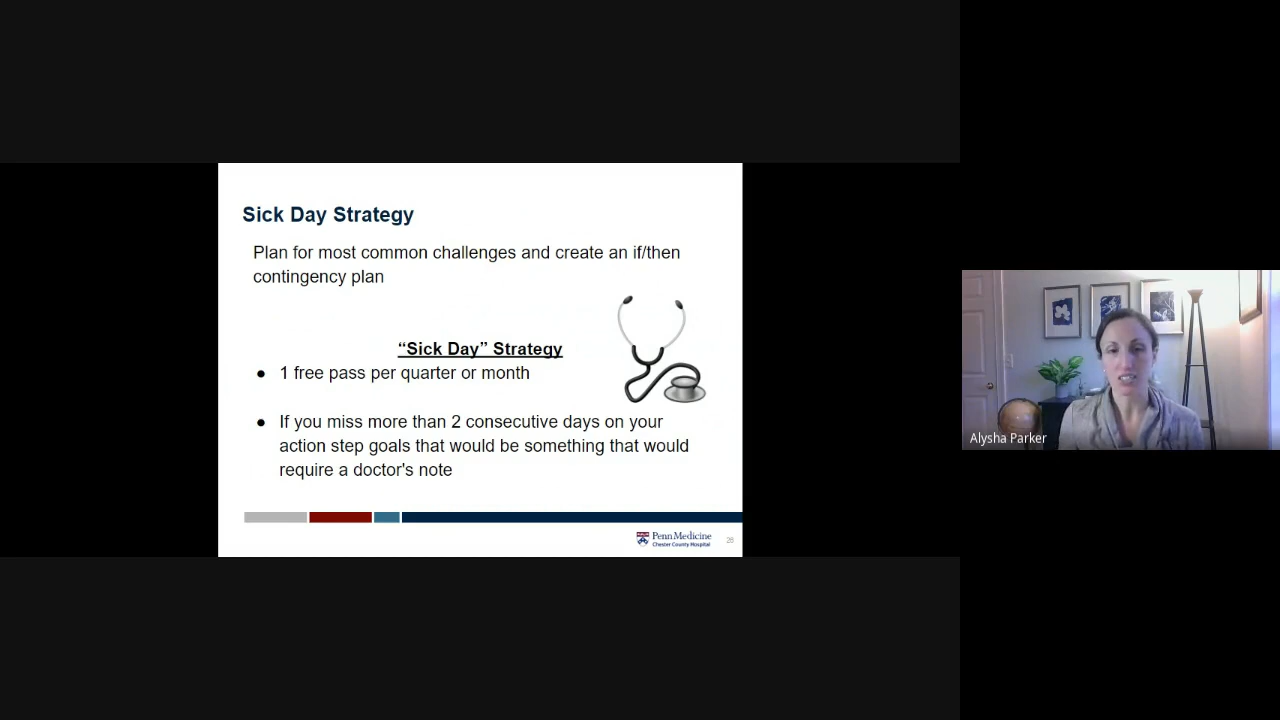 Sick Day Strategy
Plan for most common challenges and create an if/then
contingency plan
“Sick Day” Strategy
● 1 free pass per quarter or month
● If you miss more than 2 consecutive days on your
action step goals that would be something that would
require a doctor's note
Penn Medicine
Chester County Hospital
28
Alysha Parker